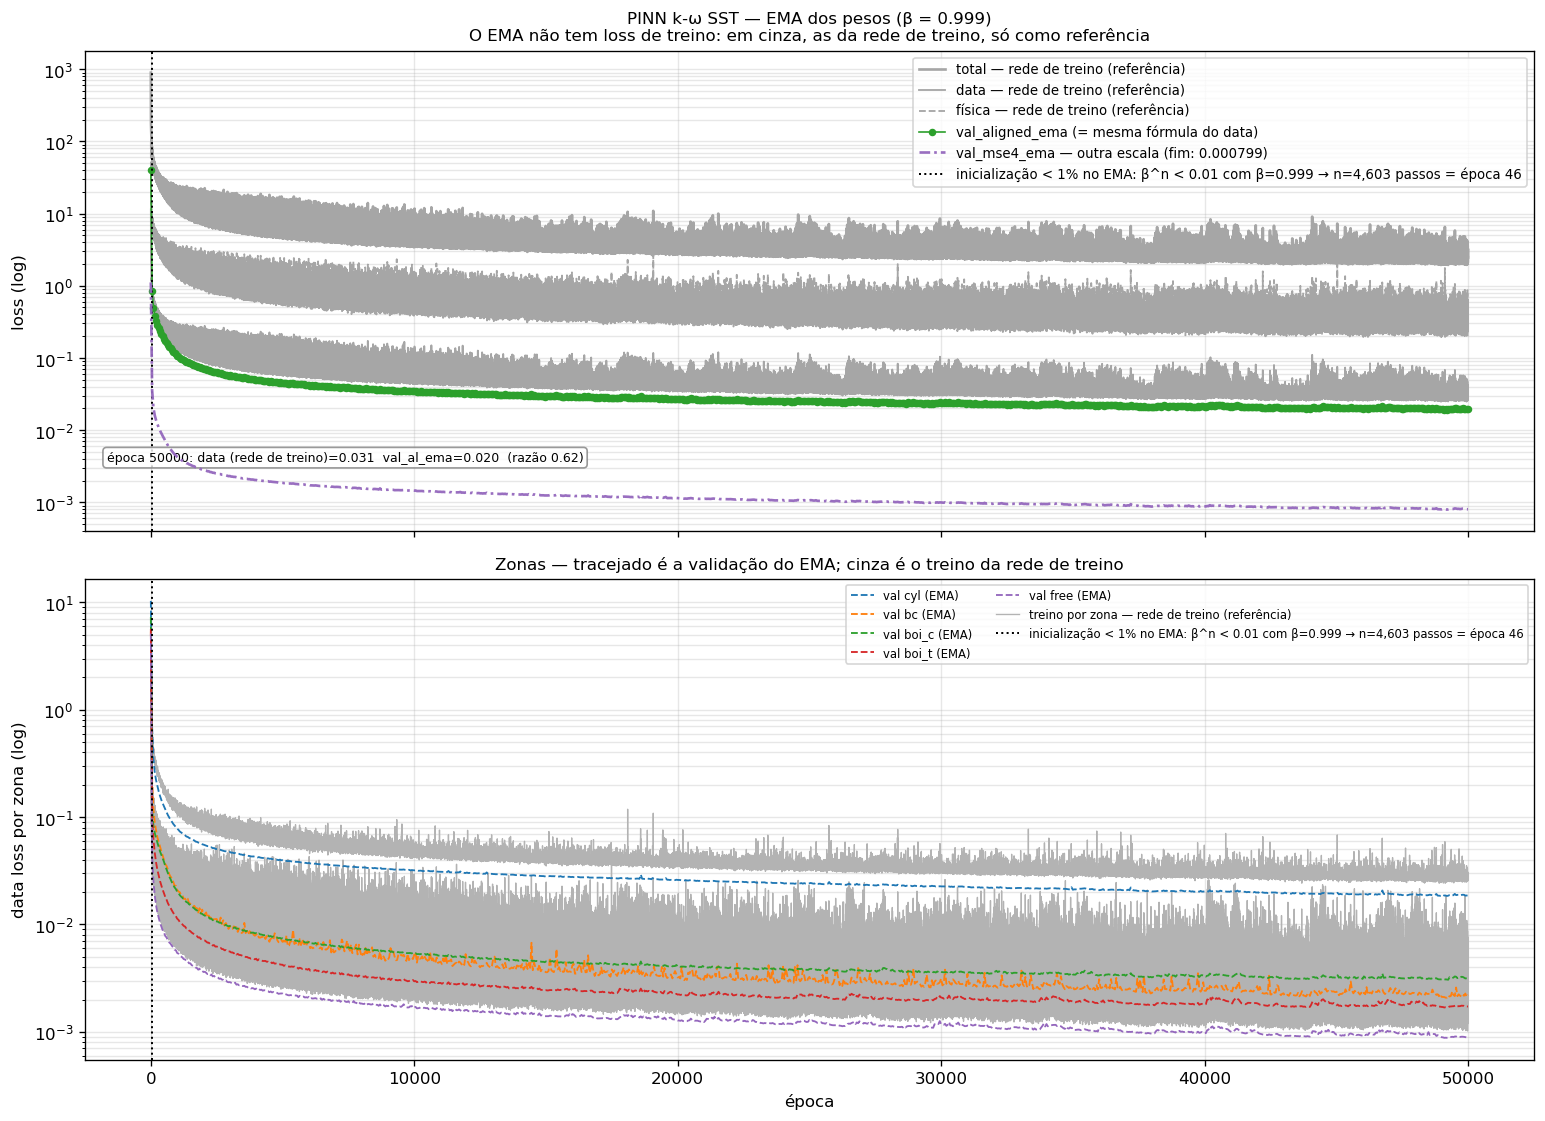 PINN k-ω SST — EMA dos pesos (β = 0.999)
O EMA não tem loss de treino: em cinza, as da rede de treino, só como referência
loss (log)
10³
10²
10¹
10⁰
10⁻¹
10⁻²
10⁻³
total — rede de treino (referência)
data — rede de treino (referência)
física — rede de treino (referência)
val_aligned_ema (= mesma fórmula do data)
val_mse4_ema — outra escala (fim: 0.000799)
inicialização < 1% no EMA: β^n < 0.01 com β=0.999 → n=4,603 passos = época 46
época 50000: data (rede de treino)=0.031 val_al_ema=0.020 (razão 0.62)
Zonas — tracejado é a validação do EMA; cinza é o treino da rede de treino
data loss por zona (log)
10¹
10⁰
10⁻¹
10⁻²
10⁻³
val cyl (EMA)
val bc (EMA)
val boi_c (EMA)
val boi_t (EMA)
val free (EMA)
treino por zona — rede de treino (referência)
inicialização < 1% no EMA: β^n < 0.01 com β=0.999 → n=4,603 passos = época 46
0 10000 20000 30000 40000 50000
época